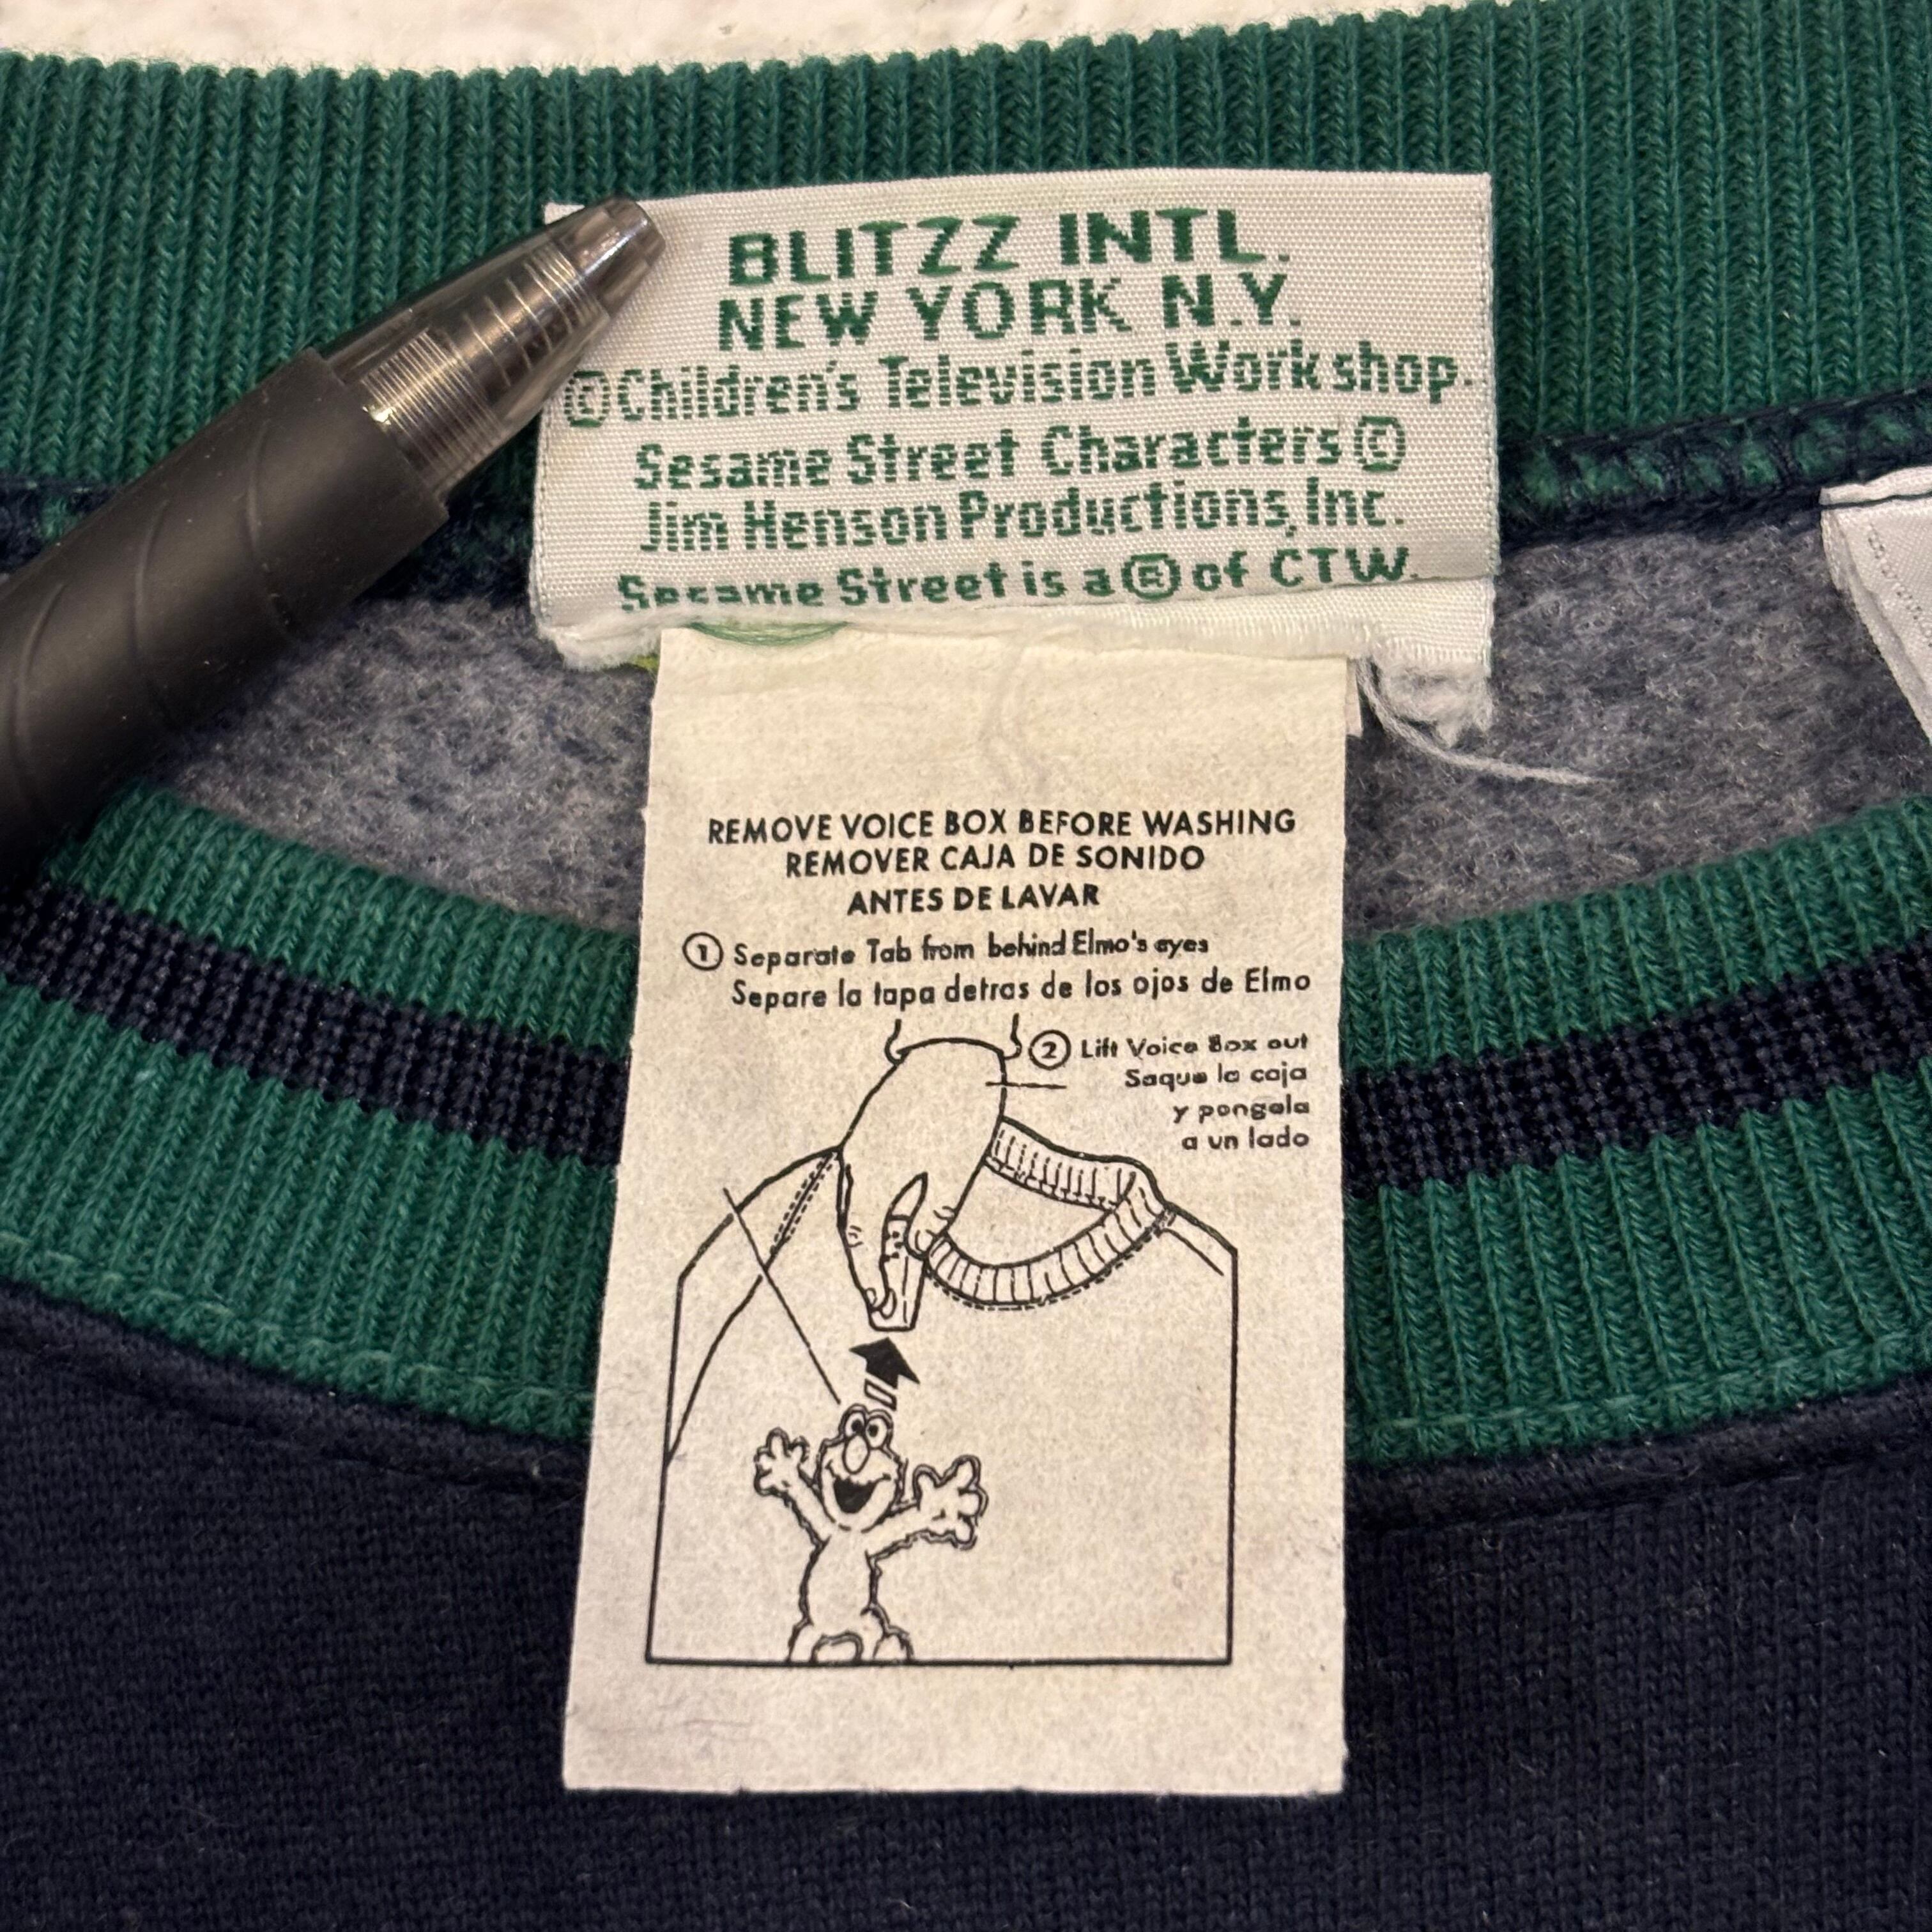 BLITZZ INTL.
NEW YORK N.Y.
©Children's Television Workshop.
Sesame Street Characters ©
Jim Henson Productions, Inc.
Sesame Street is a ® of CTW.
REMOVE VOICE BOX BEFORE WASHING
REMOVER CAJA DE SONIDO
ANTES DE LAVAR
① Separate Tab from behind Elmo's eyes
Separe la tapa detras de los ojos de Elmo
② Lift Voice Box out
Saque la caja
y pongala
a un lado